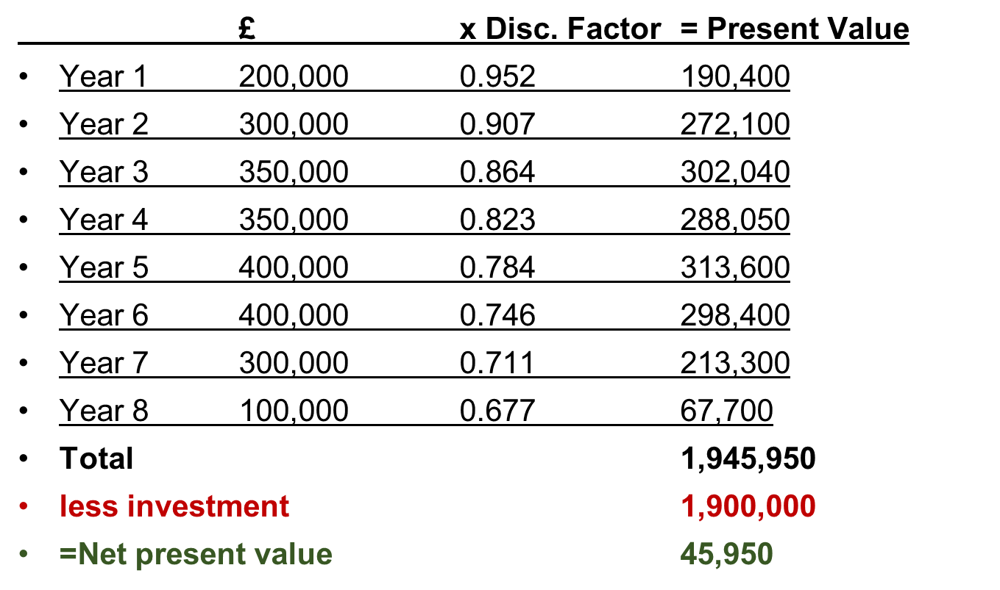 £ x Disc. Factor = Present Value
• Year 1 200,000 0.952 190,400
• Year 2 300,000 0.907 272,100
• Year 3 350,000 0.864 302,040
• Year 4 350,000 0.823 288,050
• Year 5 400,000 0.784 313,600
• Year 6 400,000 0.746 298,400
• Year 7 300,000 0.711 213,300
• Year 8 100,000 0.677 67,700
• Total 1,945,950
• less investment 1,900,000
• =Net present value 45,950